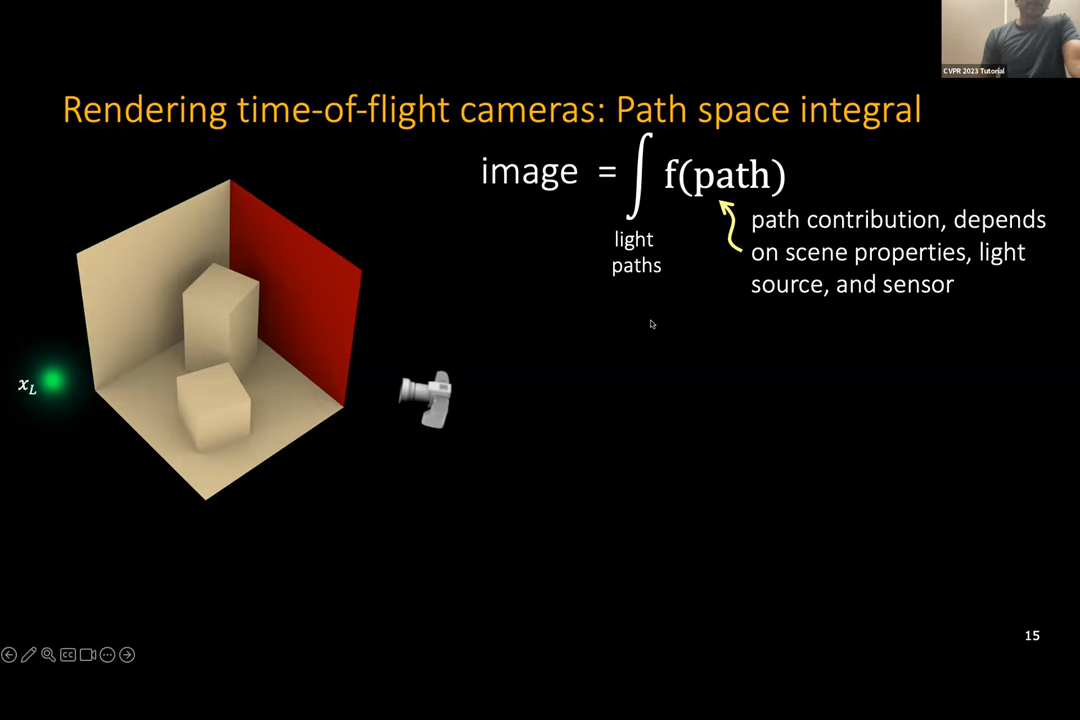 CVPR 2023 Tutorial
Rendering time-of-flight cameras: Path space integral
image = ∫ f(path)
light
paths
path contribution, depends
on scene properties, light
source, and sensor
x_L
15
cc